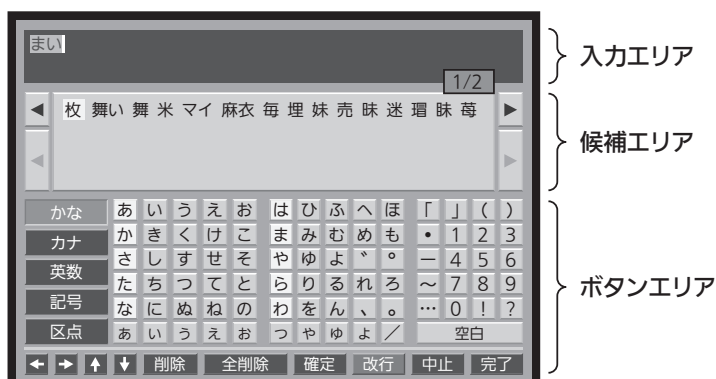 まい
入力エリア
1/2
◀ 枚 舞い 舞 米 マイ 麻衣 毎 埋 妹 売 昧 迷 瑁 眛 苺 ▶
候補エリア
◀ ▶
かな あ い う え お は ひ ふ へ ほ 「 」 ( )
カナ か き く け こ ま み む め も ・ 1 2 3
英数 さ し す せ そ や ゆ よ ゛ ゜ ー 4 5 6
ボタンエリア
記号 た ち つ て と ら り る れ ろ ~ 7 8 9
な に ぬ ね の わ を ん 、 。 … 0 ! ?
区点 ぁ ぃ ぅ ぇ ぉ っ ゃ ゅ ょ / 空白
← → ↑ ↓ 削除 全削除 確定 改行 中止 完了